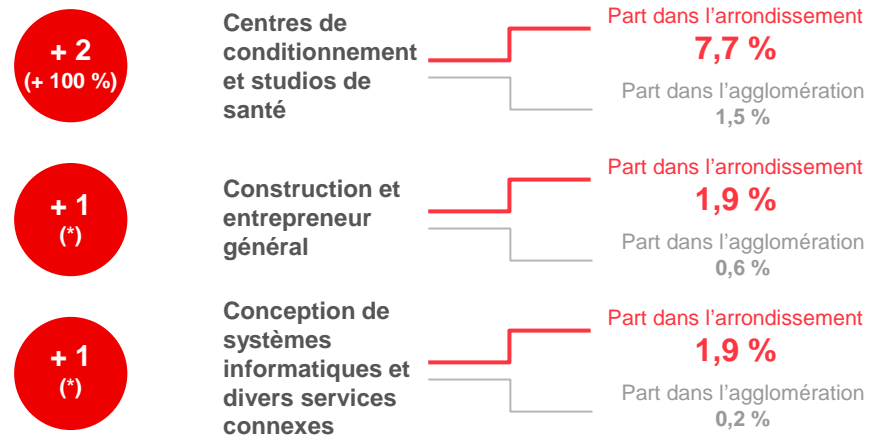 + 2
(+ 100 %)
Centres de
conditionnement
et studios de
santé
Part dans l'arrondissement
7,7 %
Part dans l'agglomération
1,5 %
+ 1
(*)
Construction et
entrepreneur
général
Part dans l'arrondissement
1,9 %
Part dans l'agglomération
0,6 %
+ 1
(*)
Conception de
systèmes
informatiques et
divers services
connexes
Part dans l'arrondissement
1,9 %
Part dans l'agglomération
0,2 %